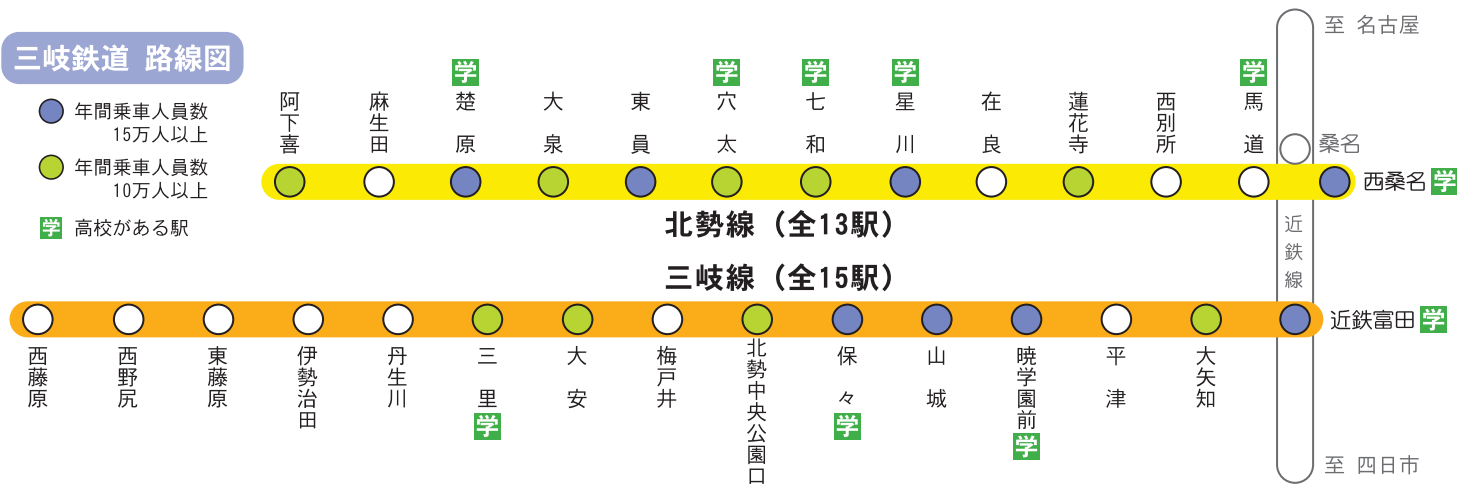 三岐鉄道 路線図
年間乗車人員数
15万人以上
年間乗車人員数
10万人以上
学 高校がある駅
至 名古屋
桑名
近鉄線
至 四日市
阿下喜
麻生田
学
楚原
大泉
東員
学
穴太
学
七和
学
星川
在良
蓮花寺
西別所
学
馬道
西桑名 学
北勢線（全13駅）
三岐線（全15駅）
近鉄富田 学
西藤原
西野尻
東藤原
伊勢治田
丹生川
三里
学
大安
梅戸井
北勢中央公園口
保々
学
山城
暁学園前
学
平津
大矢知